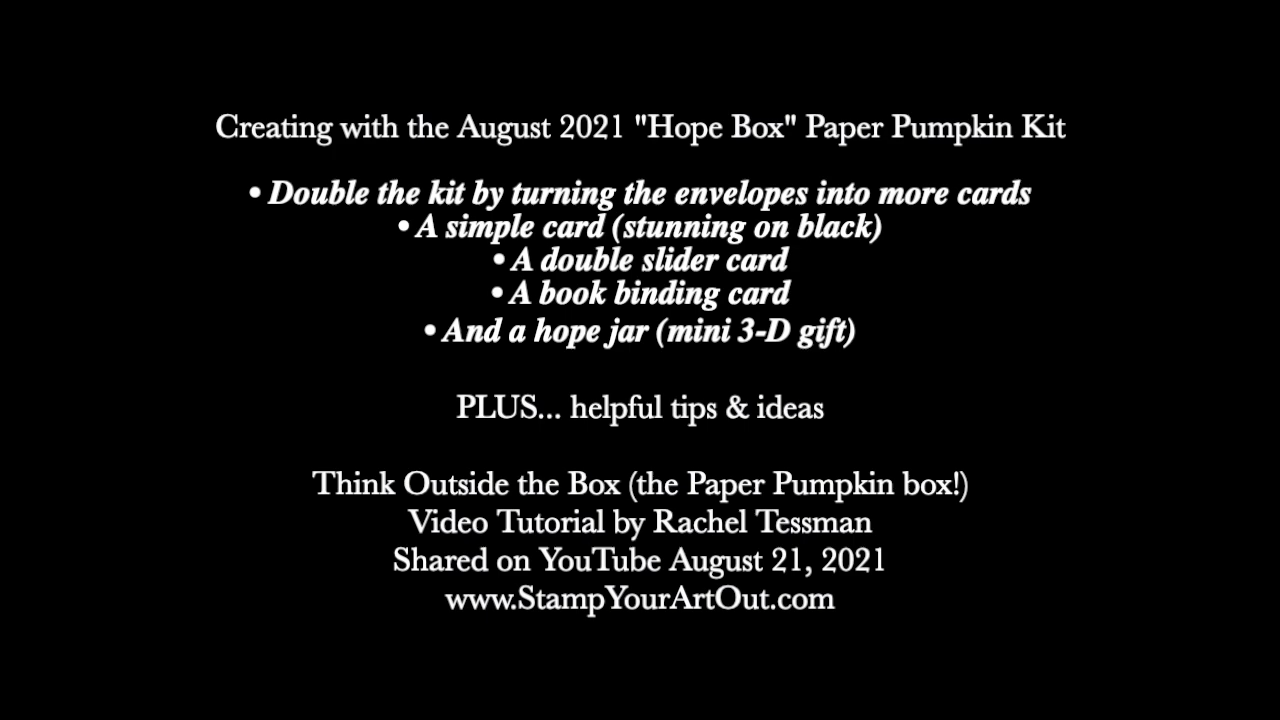 Creating with the August 2021 "Hope Box" Paper Pumpkin Kit
• Double the kit by turning the envelopes into more cards
• A simple card (stunning on black)
• A double slider card
• A book binding card
• And a hope jar (mini 3-D gift)
PLUS... helpful tips & ideas
Think Outside the Box (the Paper Pumpkin box!)
Video Tutorial by Rachel Tessman
Shared on YouTube August 21, 2021
www.StampYourArtOut.com